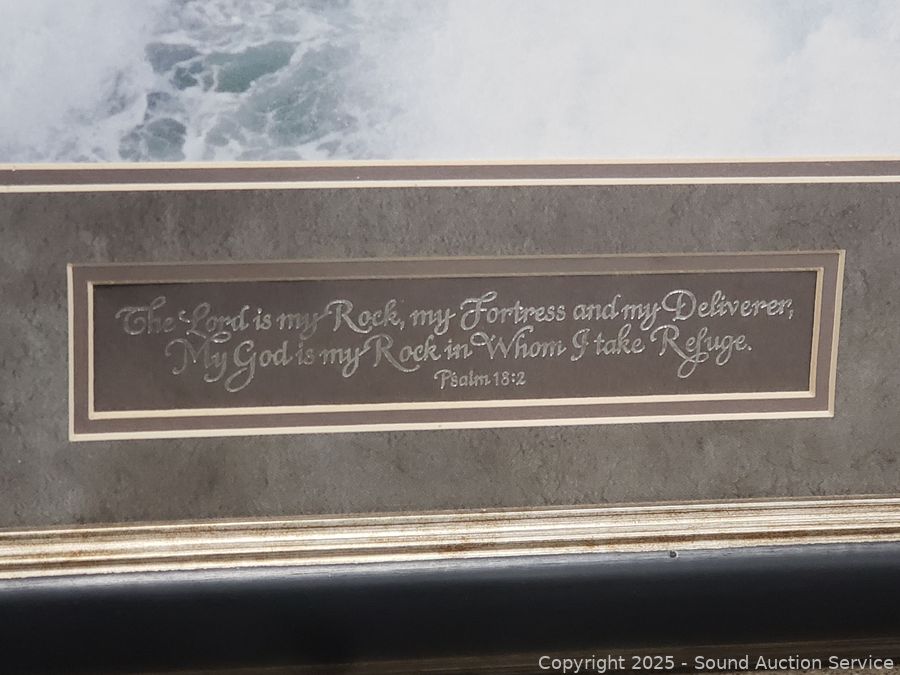 The Lord is my Rock, my Fortress and my Deliverer,
My God is my Rock in Whom I take Refuge.
Psalm 18:2
Copyright 2025 - Sound Auction Service